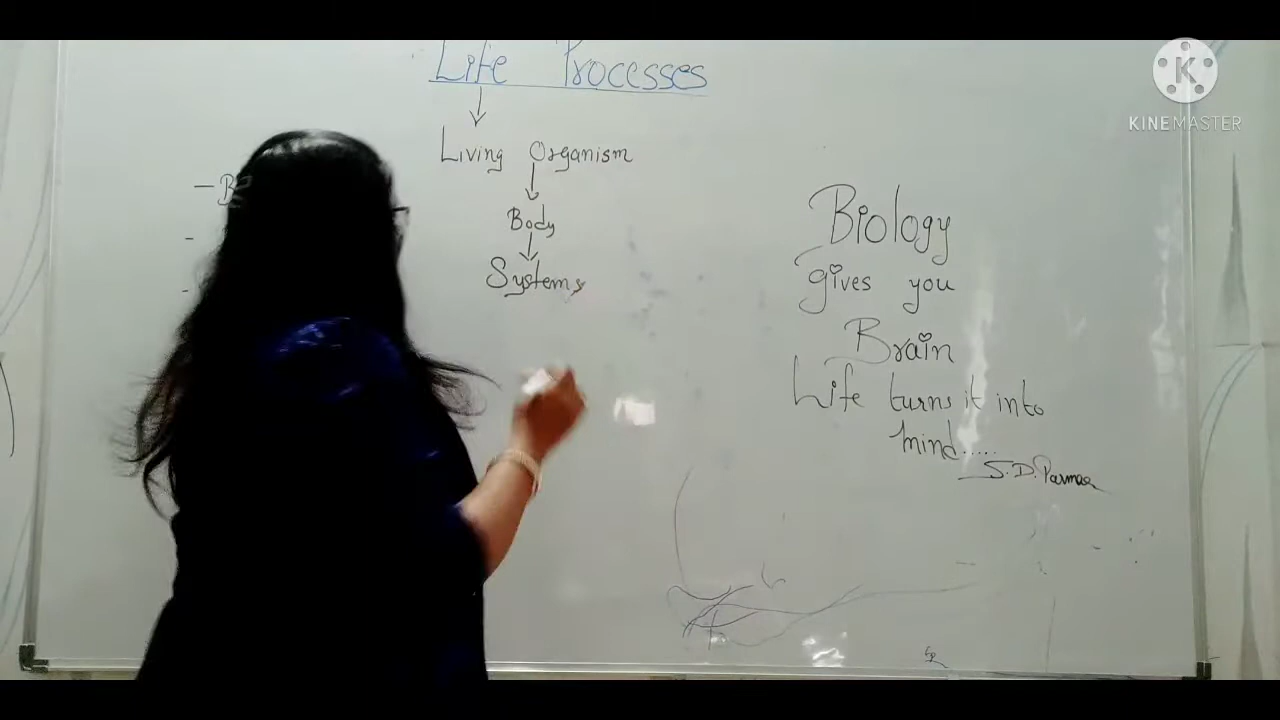 Life Processes
Living Organism
Body
Systems
Biology
gives you
Brain
Life turns it into
mind.....
S.D. Parmar
KINEMASTER